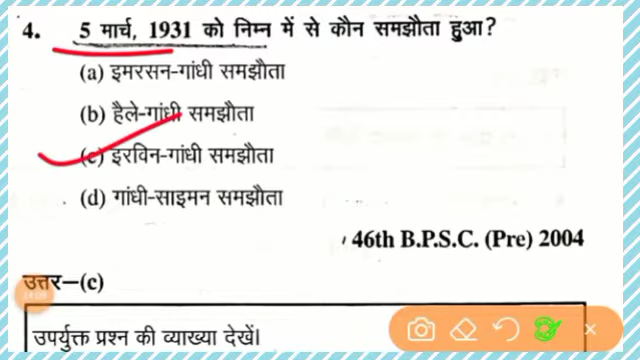 4. 5 मार्च, 1931 को निम्न में से कौन समझौता हुआ?
(a) इमरसन-गांधी समझौता
(b) हैले-गांधी समझौता
(c) इरविन-गांधी समझौता
(d) गांधी-साइमन समझौता
46th B.P.S.C. (Pre) 2004
उत्तर–(c)
उपर्युक्त प्रश्न की व्याख्या देखें।